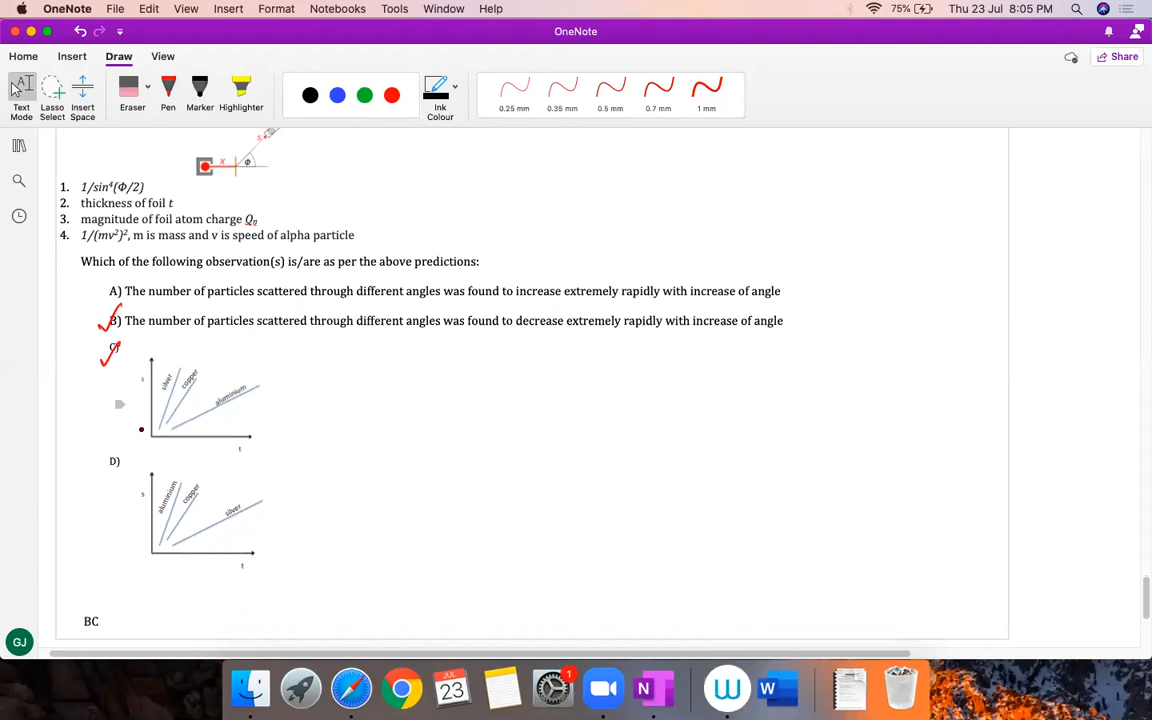 OneNote File Edit View Insert Format Notebooks Tools Window Help 75% Thu 23 Jul 8:05 PM
OneNote
Home Insert Draw View Share
Text Mode Lasso Select Insert Space Eraser Pen Marker Highlighter Ink Colour 0.25 mm 0.35 mm 0.5 mm 0.7 mm 1 mm
x Φ
1. 1/sin⁴(Φ/2)
2. thickness of foil t
3. magnitude of foil atom charge Qₙ
4. 1/(mv²)², m is mass and v is speed of alpha particle
Which of the following observation(s) is/are as per the above predictions:
A) The number of particles scattered through different angles was found to increase extremely rapidly with increase of angle
B) The number of particles scattered through different angles was found to decrease extremely rapidly with increase of angle
C)
s silver copper aluminium
t
D)
s aluminium copper silver
t
BC
GJ
JUL 23 1 N W W